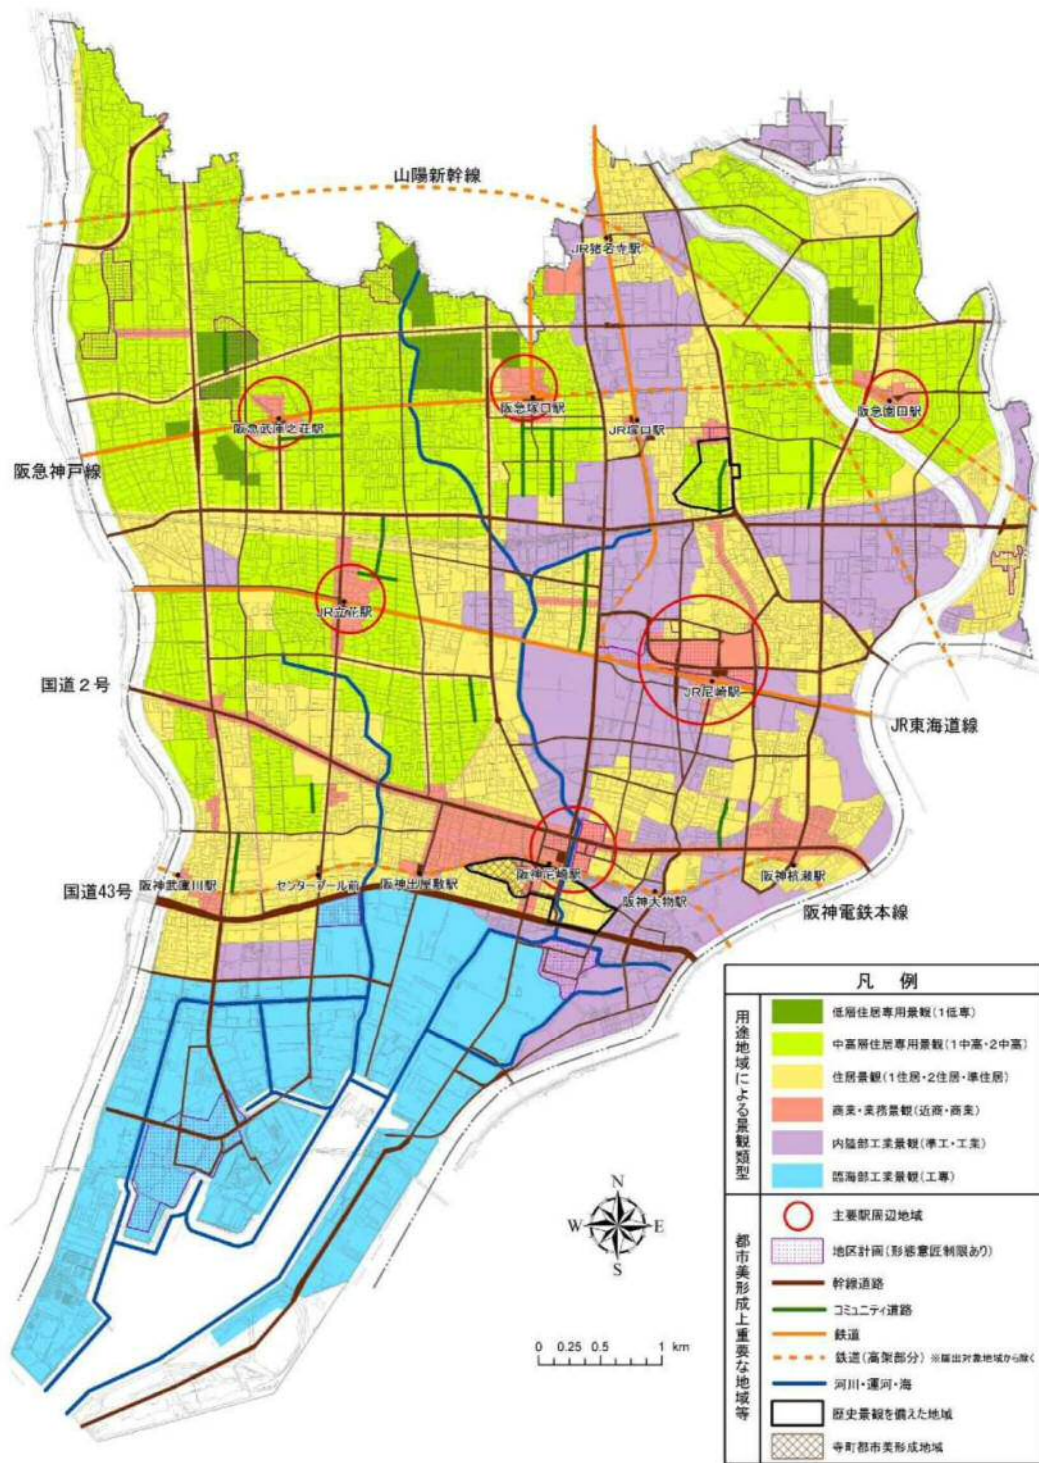 山陽新幹線
JR猪名寺駅
阪急塚口駅
阪急園田駅
阪急武庫之荘駅
JR塚口駅
阪急神戸線
JR立花駅
国道2号
JR尼崎駅
JR東海道線
阪神武庫川駅
センタープール前
阪神出屋敷駅
阪神尼崎駅
阪神大物駅
阪神杭瀬駅
国道43号
阪神電鉄本線
凡 例
用途地域による景観類型
低層住居専用景観(1低専)
中高層住居専用景観(1中高・2中高)
住居景観(1住居・2住居・準住居)
商業・業務景観(近商・商業)
内陸部工業景観(準工・工業)
臨海部工業景観(工専)
都市美形成上重要な地域等
主要駅周辺地域
地区計画(形態意匠制限あり)
幹線道路
コミュニティ道路
鉄道
鉄道(高架部分) ※届出対象地域から除く
河川・運河・海
歴史景観を備えた地域
寺町都市美形成地域
N
W E
S
0 0.25 0.5 1 km